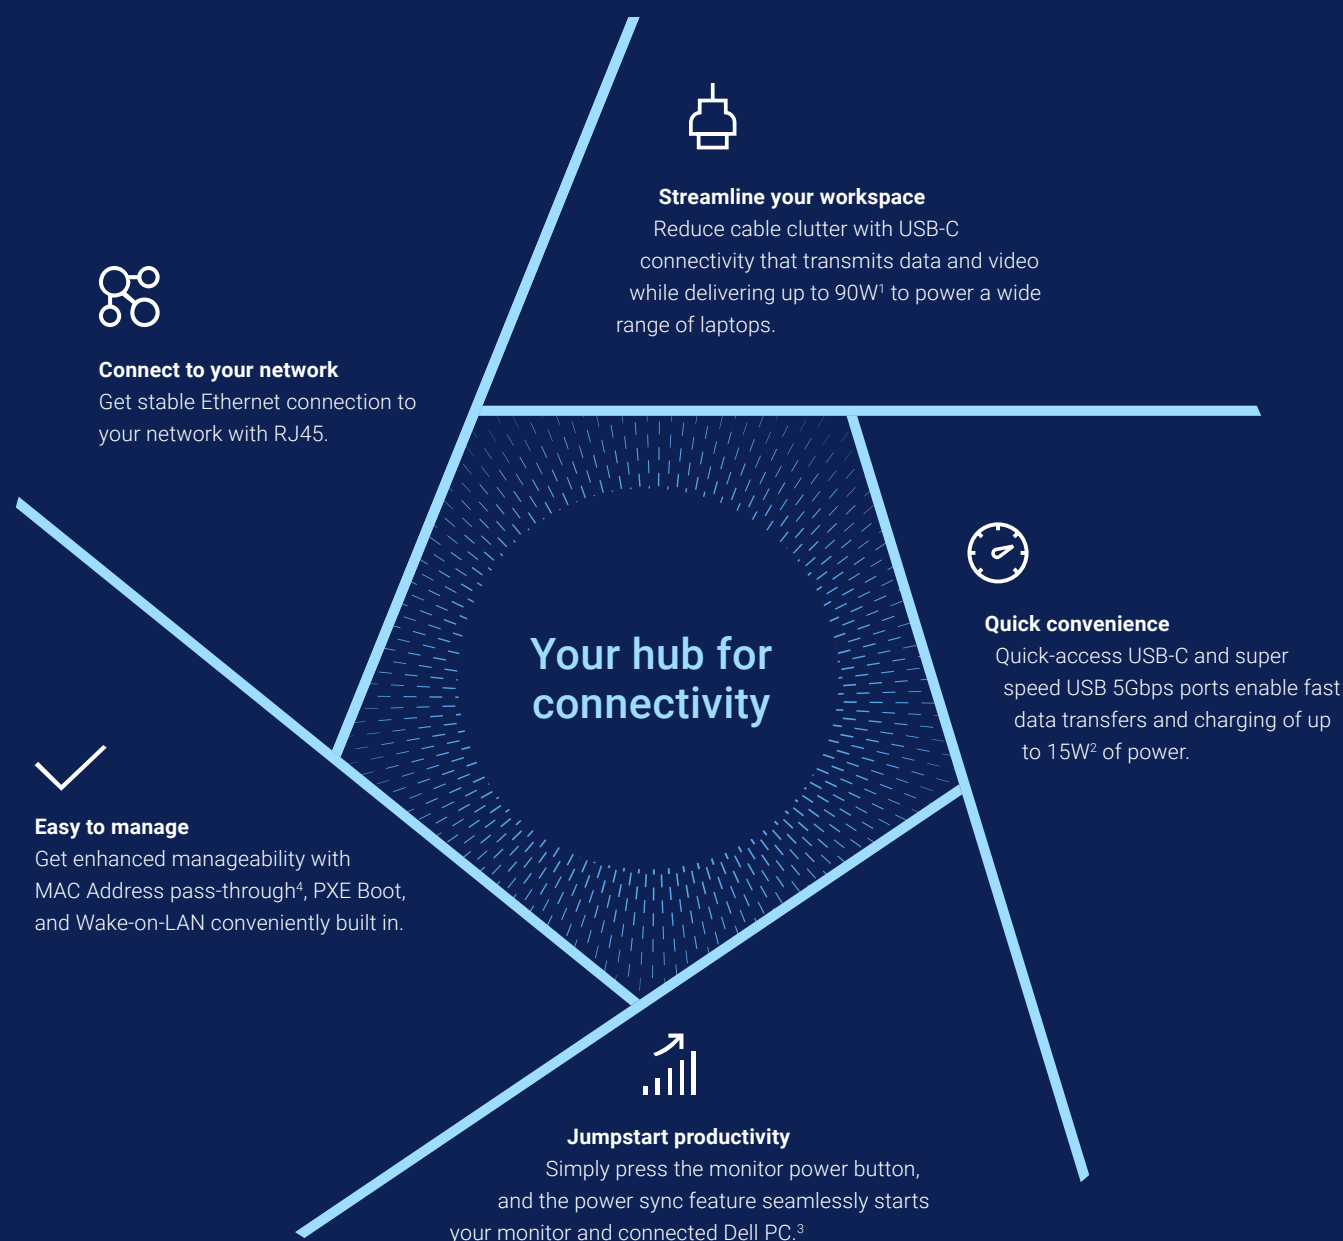 Streamline your workspace
Reduce cable clutter with USB-C
connectivity that transmits data and video
while delivering up to 90W¹ to power a wide
range of laptops.
Connect to your network
Get stable Ethernet connection to
your network with RJ45.
Your hub for
connectivity
Quick convenience
Quick-access USB-C and super
speed USB 5Gbps ports enable fast
data transfers and charging of up
to 15W² of power.
Easy to manage
Get enhanced manageability with
MAC Address pass-through⁴, PXE Boot,
and Wake-on-LAN conveniently built in.
Jumpstart productivity
Simply press the monitor power button,
and the power sync feature seamlessly starts
your monitor and connected Dell PC.³